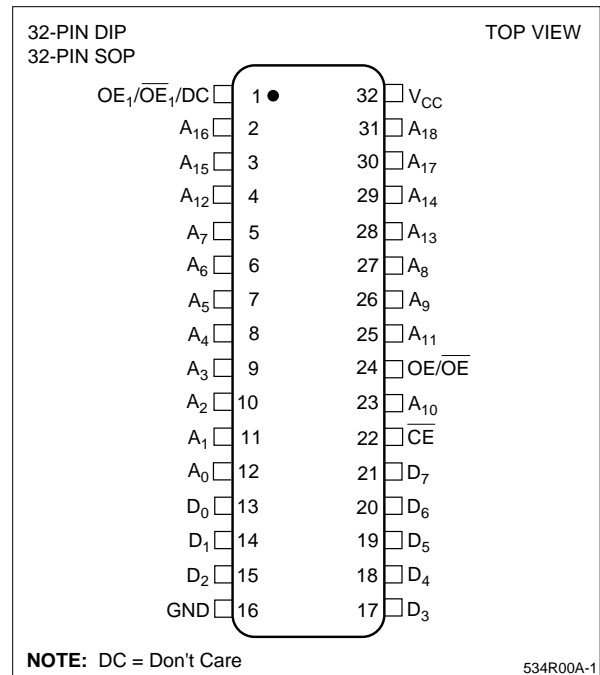 32-PIN DIP TOP VIEW
32-PIN SOP
OE₁/O̅E̅₁/DC 1 32 V_CC
A₁₆ 2 31 A₁₈
A₁₅ 3 30 A₁₇
A₁₂ 4 29 A₁₄
A₇ 5 28 A₁₃
A₆ 6 27 A₈
A₅ 7 26 A₉
A₄ 8 25 A₁₁
A₃ 9 24 OE/O̅E̅
A₂ 10 23 A₁₀
A₁ 11 22 C̅E̅
A₀ 12 21 D₇
D₀ 13 20 D₆
D₁ 14 19 D₅
D₂ 15 18 D₄
GND 16 17 D₃
NOTE: DC = Don't Care 534R00A-1